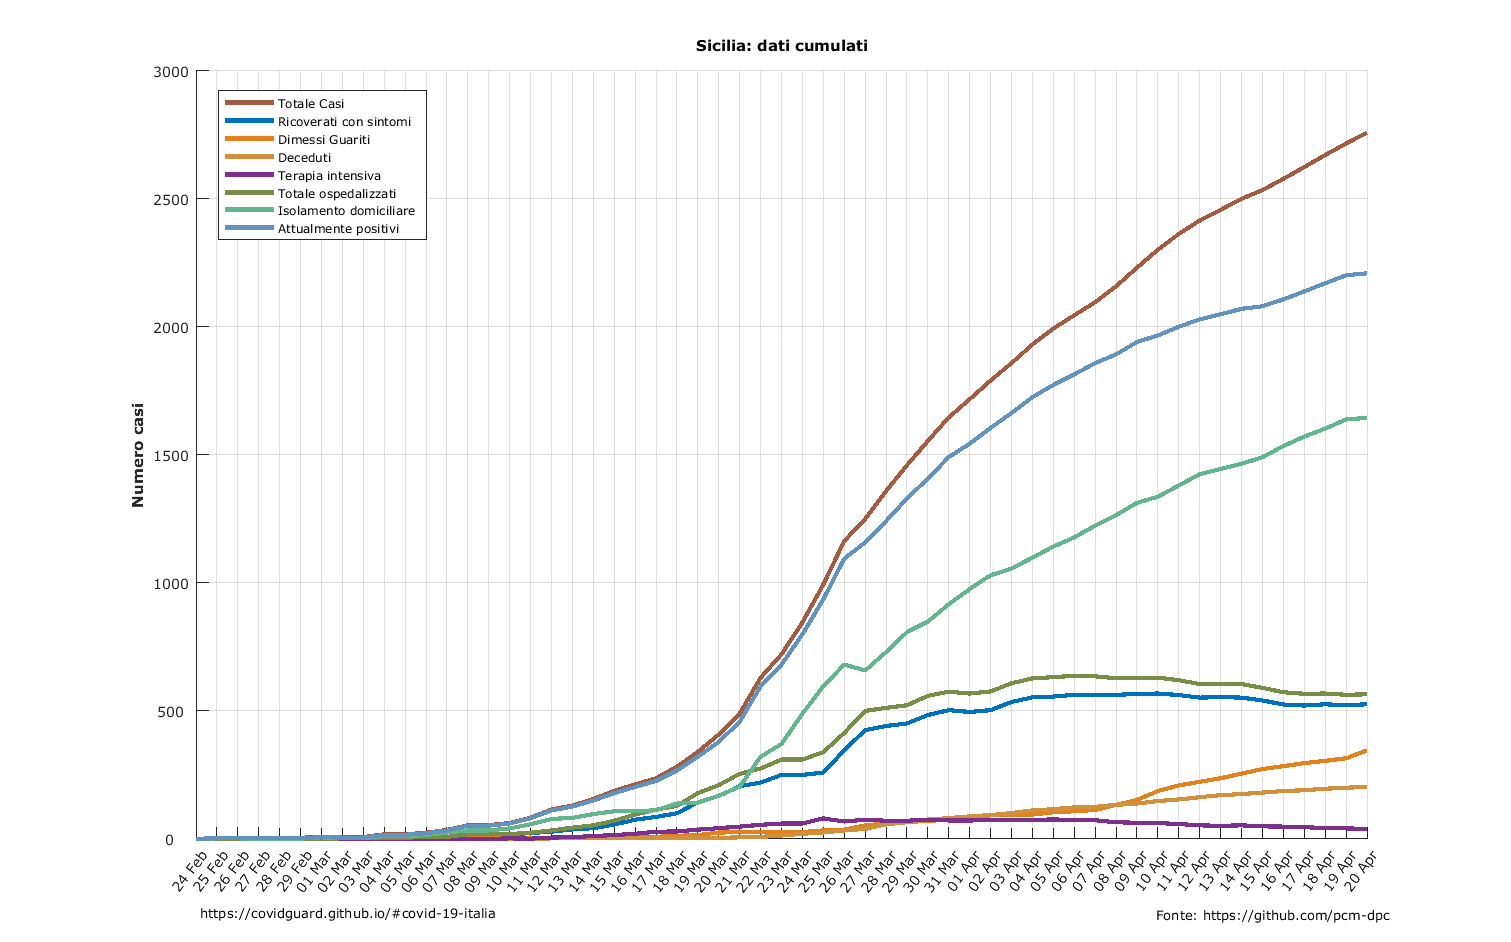 Sicilia: dati cumulati
3000
2500
2000
1500
1000
500
0
Numero casi
Totale Casi
Ricoverati con sintomi
Dimessi Guariti
Deceduti
Terapia intensiva
Totale ospedalizzati
Isolamento domiciliare
Attualmente positivi
24 Feb
25 Feb
26 Feb
27 Feb
28 Feb
29 Feb
01 Mar
02 Mar
03 Mar
04 Mar
05 Mar
06 Mar
07 Mar
08 Mar
09 Mar
10 Mar
11 Mar
12 Mar
13 Mar
14 Mar
15 Mar
16 Mar
17 Mar
18 Mar
19 Mar
20 Mar
21 Mar
22 Mar
23 Mar
24 Mar
25 Mar
26 Mar
27 Mar
28 Mar
29 Mar
30 Mar
31 Mar
01 Apr
02 Apr
03 Apr
04 Apr
05 Apr
06 Apr
07 Apr
08 Apr
09 Apr
10 Apr
11 Apr
12 Apr
13 Apr
14 Apr
15 Apr
16 Apr
17 Apr
18 Apr
19 Apr
20 Apr
https://covidguard.github.io/#covid-19-italia
Fonte: https://github.com/pcm-dpc